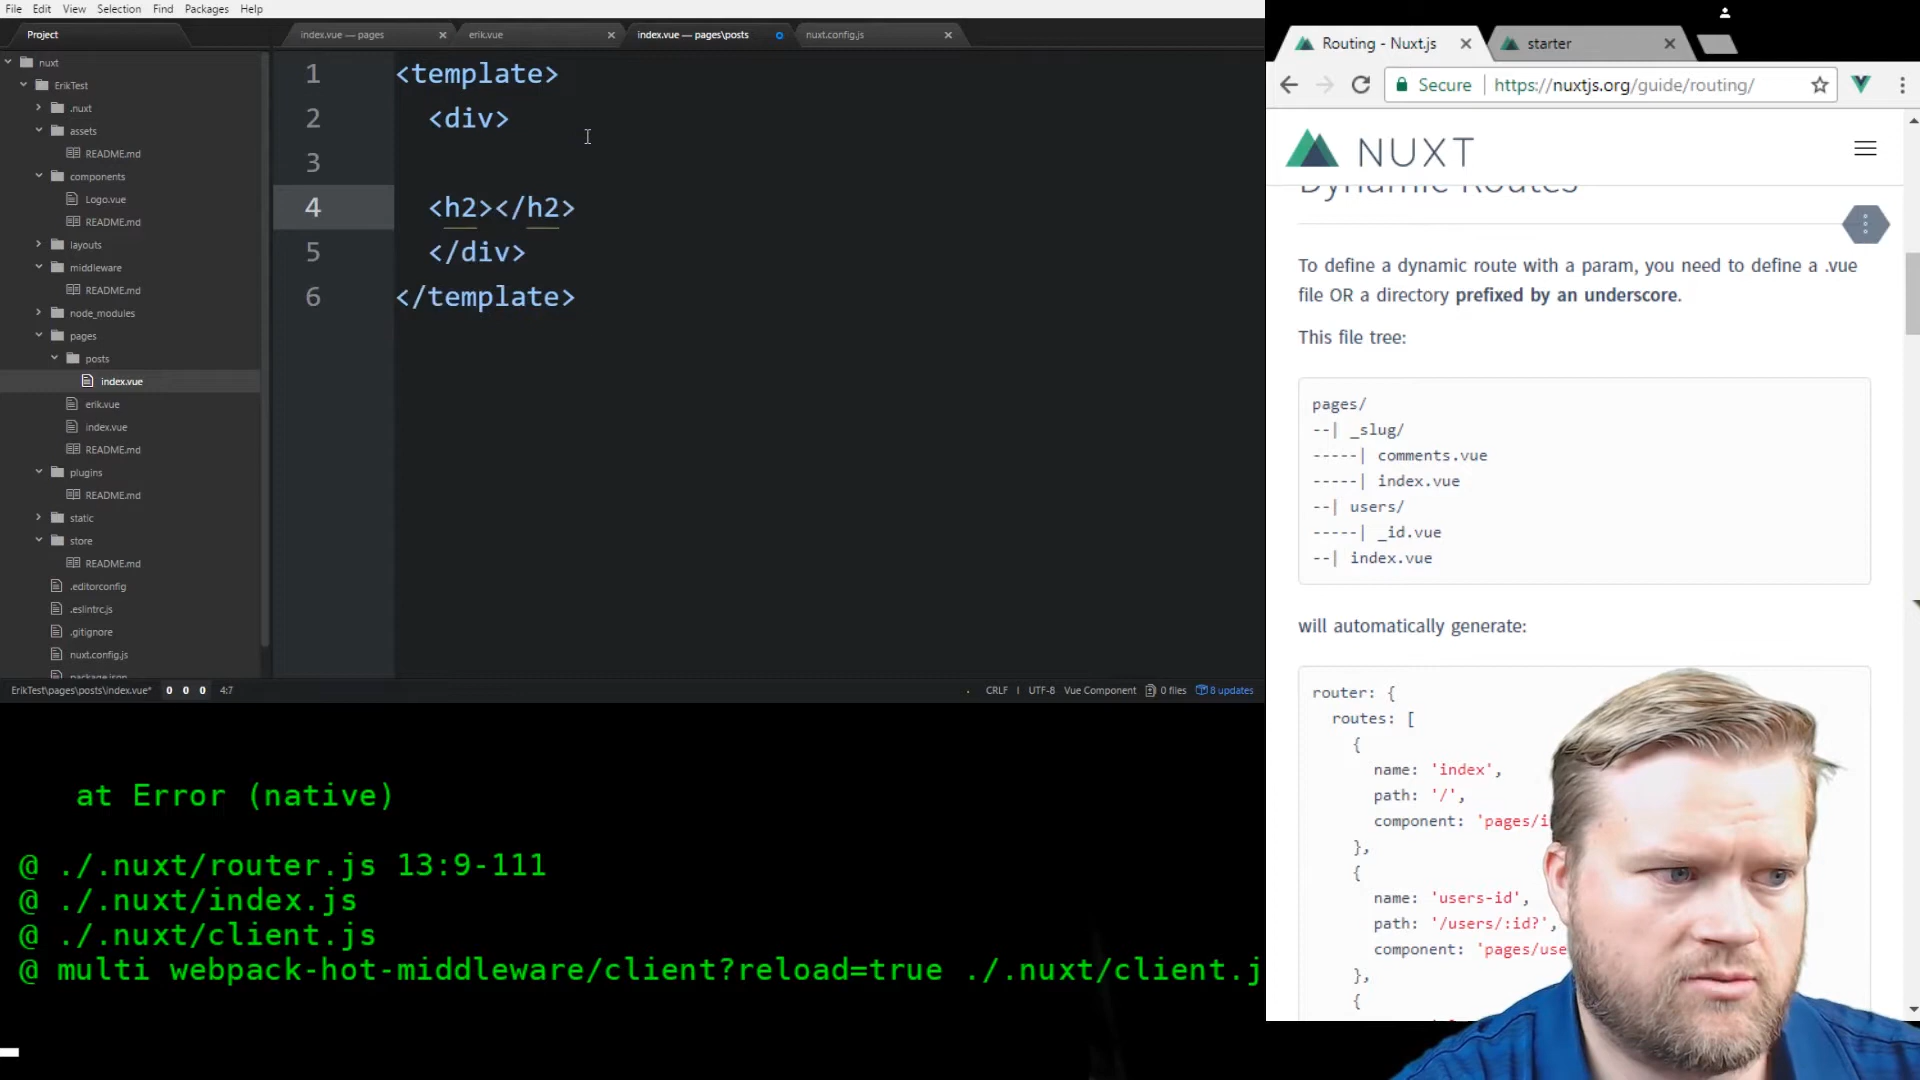 File Edit View Selection Find Packages Help
Project
index.vue — pages
erik.vue
index.vue — pages\posts
nuxt.config.js
nuxt
ErikTest
.nuxt
assets
README.md
components
Logo.vue
README.md
layouts
middleware
README.md
node_modules
pages
posts
index.vue
erik.vue
index.vue
README.md
plugins
README.md
static
store
README.md
.editorconfig
.eslintrc.js
.gitignore
nuxt.config.js
package.json
1 <template>
2 <div>
3
4 <h2></h2>
5 </div>
6 </template>
ErikTest\pages\posts\index.vue* 0 0 0 4:7
CRLF UTF-8 Vue Component 0 files 8 updates
at Error (native)
@ ./.nuxt/router.js 13:9-111
@ ./.nuxt/index.js
@ ./.nuxt/client.js
@ multi webpack-hot-middleware/client?reload=true ./.nuxt/client.j
Routing - Nuxt.js
starter
Secure https://nuxtjs.org/guide/routing/
NUXT
Dynamic Routes
To define a dynamic route with a param, you need to define a .vue
file OR a directory prefixed by an underscore.
This file tree:
pages/
--| _slug/
-----| comments.vue
-----| index.vue
--| users/
-----| _id.vue
--| index.vue
will automatically generate:
router: {
routes: [
{
name: 'index',
path: '/',
component: 'pages/i
},
{
name: 'users-id',
path: '/users/:id?',
component: 'pages/use
},
{